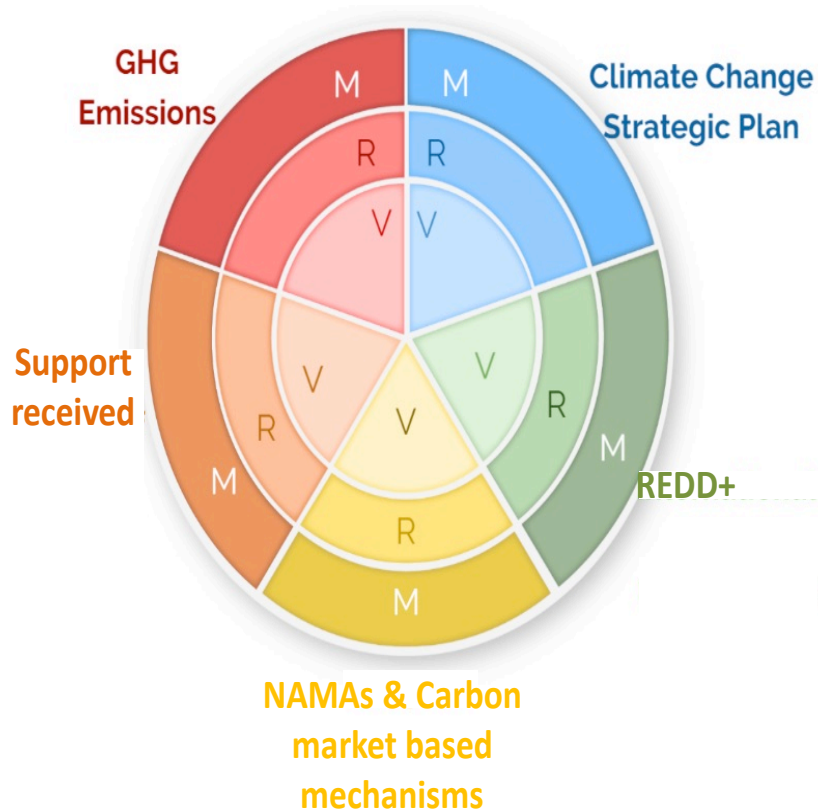 GHG
Emissions
Climate Change
Strategic Plan
M
M
R
R
V
V
Support
received
V
R
M
V
R
M
REDD+
V
R
M
NAMAs & Carbon
market based
mechanisms